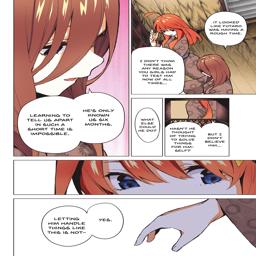 IT LOOKED
LIKE FUTARO
WAS HAVING A
ROUGH TIME.
I DIDN'T THINK
THERE WAS
ANY REASON
YOU GIRLS HAD
TO TEST HIM
NOW OF ALL
TIMES...
HE'S ONLY
KNOWN
US SIX
MONTHS.
LEARNING TO
TELL US APART
IN SUCH A
SHORT TIME IS
IMPOSSIBLE.
WHAT
ELSE
COULD
HE DO?
BUT I
DIDN'T
BELIEVE
HIM...
HASN'T HE
THOUGHT OF
TRYING
TO SOLVE
THINGS
FOR HIM-
SELF?
YES.
LETTING
HIM HANDLE
THINGS LIKE
THIS IS NOT—